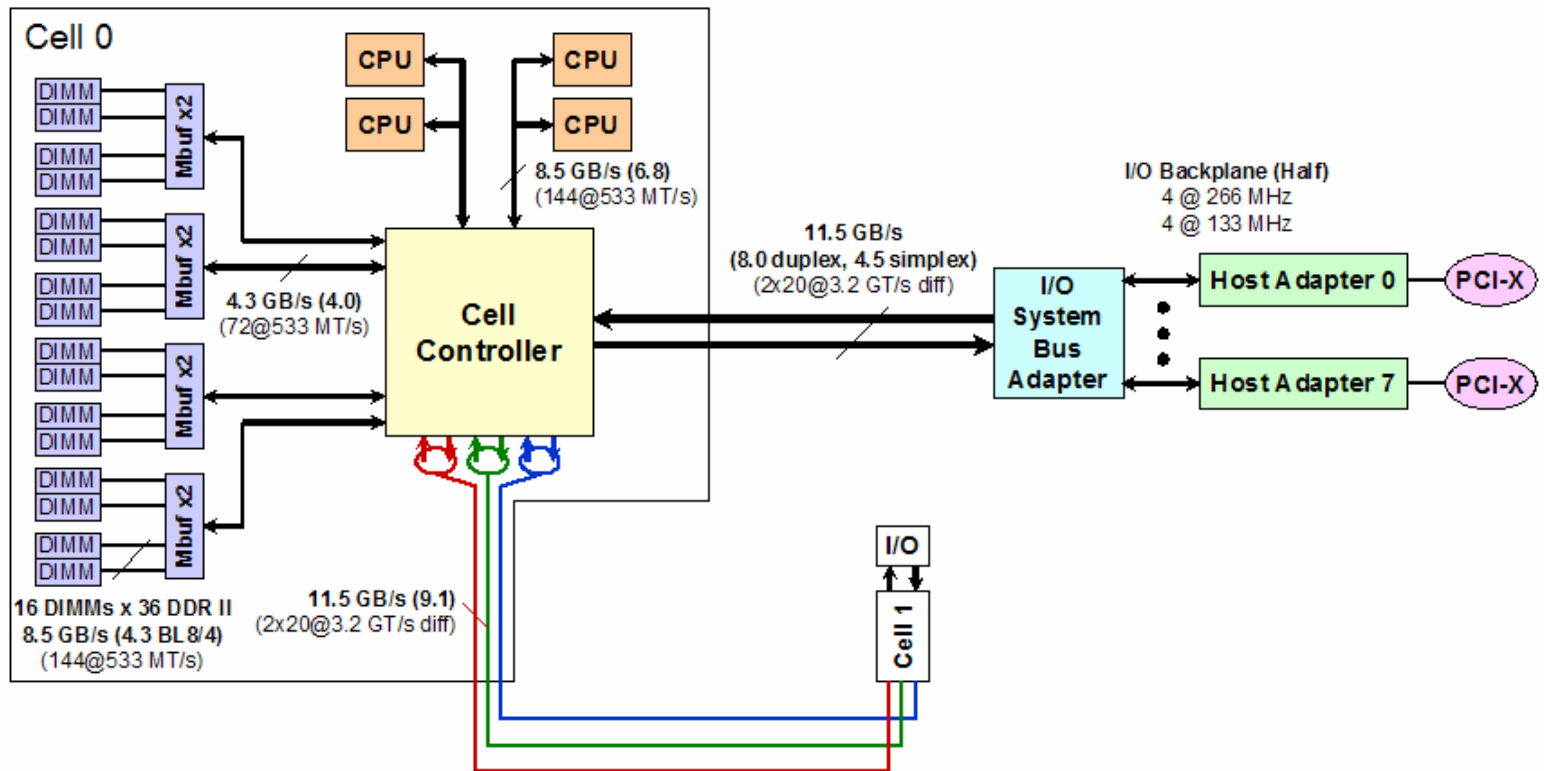 Cell 0
CPU
CPU
CPU
CPU
DIMM
DIMM
DIMM
DIMM
Mbuf x2
DIMM
DIMM
DIMM
DIMM
Mbuf x2
DIMM
DIMM
DIMM
DIMM
Mbuf x2
DIMM
DIMM
DIMM
DIMM
Mbuf x2
8.5 GB/s (6.8)
(144@533 MT/s)
4.3 GB/s (4.0)
(72@533 MT/s)
Cell
Controller
16 DIMMs x 36 DDR II
8.5 GB/s (4.3 BL8/4)
(144@533 MT/s)
11.5 GB/s (9.1)
(2x20@3.2 GT/s diff)
11.5 GB/s
(8.0 duplex, 4.5 simplex)
(2x20@3.2 GT/s diff)
I/O
System
Bus
Adapter
I/O Backplane (Half)
4 @ 266 MHz
4 @ 133 MHz
Host Adapter 0
PCI-X
Host Adapter 7
PCI-X
I/O
Cell 1